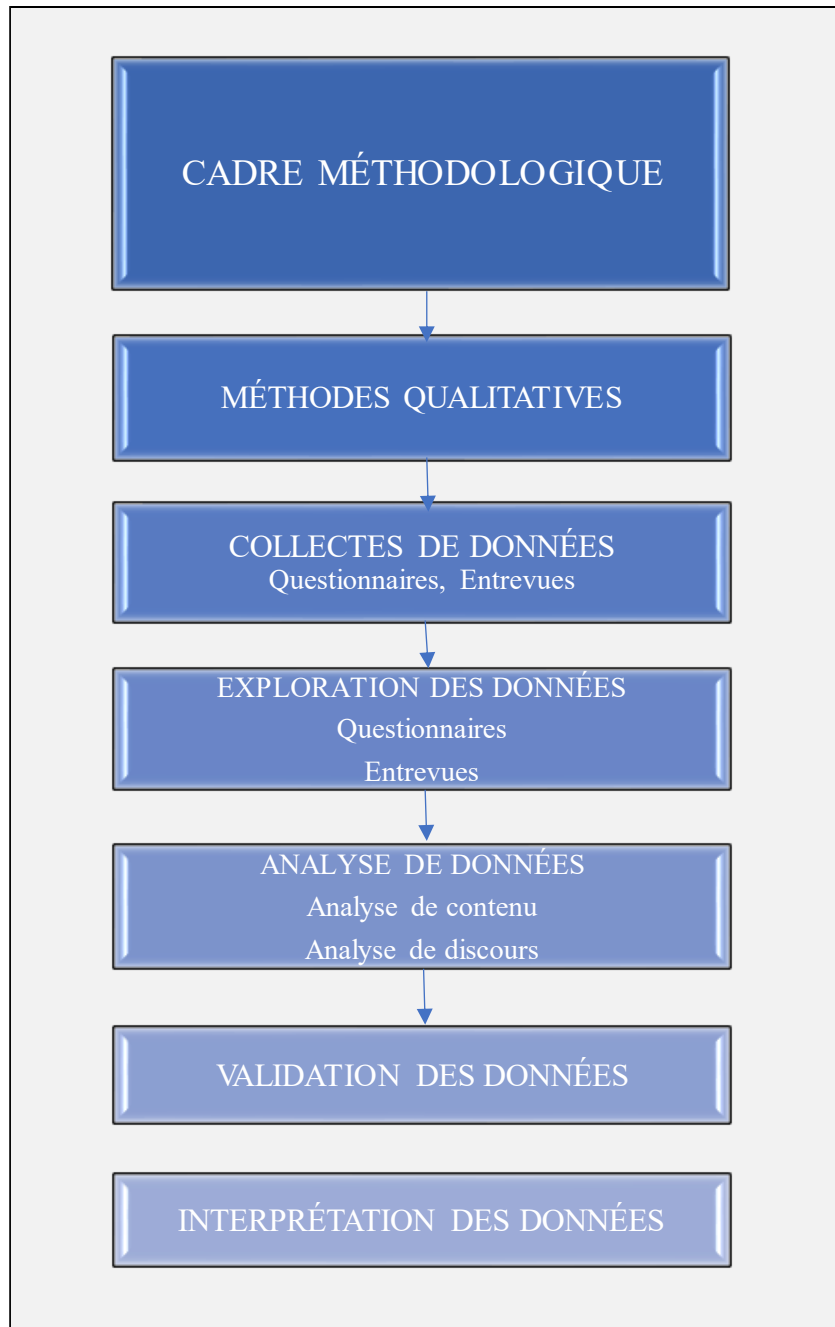 CADRE MÉTHODOLOGIQUE
MÉTHODES QUALITATIVES
COLLECTES DE DONNÉES
Questionnaires, Entrevues
EXPLORATION DES DONNÉES
Questionnaires
Entrevues
ANALYSE DE DONNÉES
Analyse de contenu
Analyse de discours
VALIDATION DES DONNÉES
INTERPRÉTATION DES DONNÉES